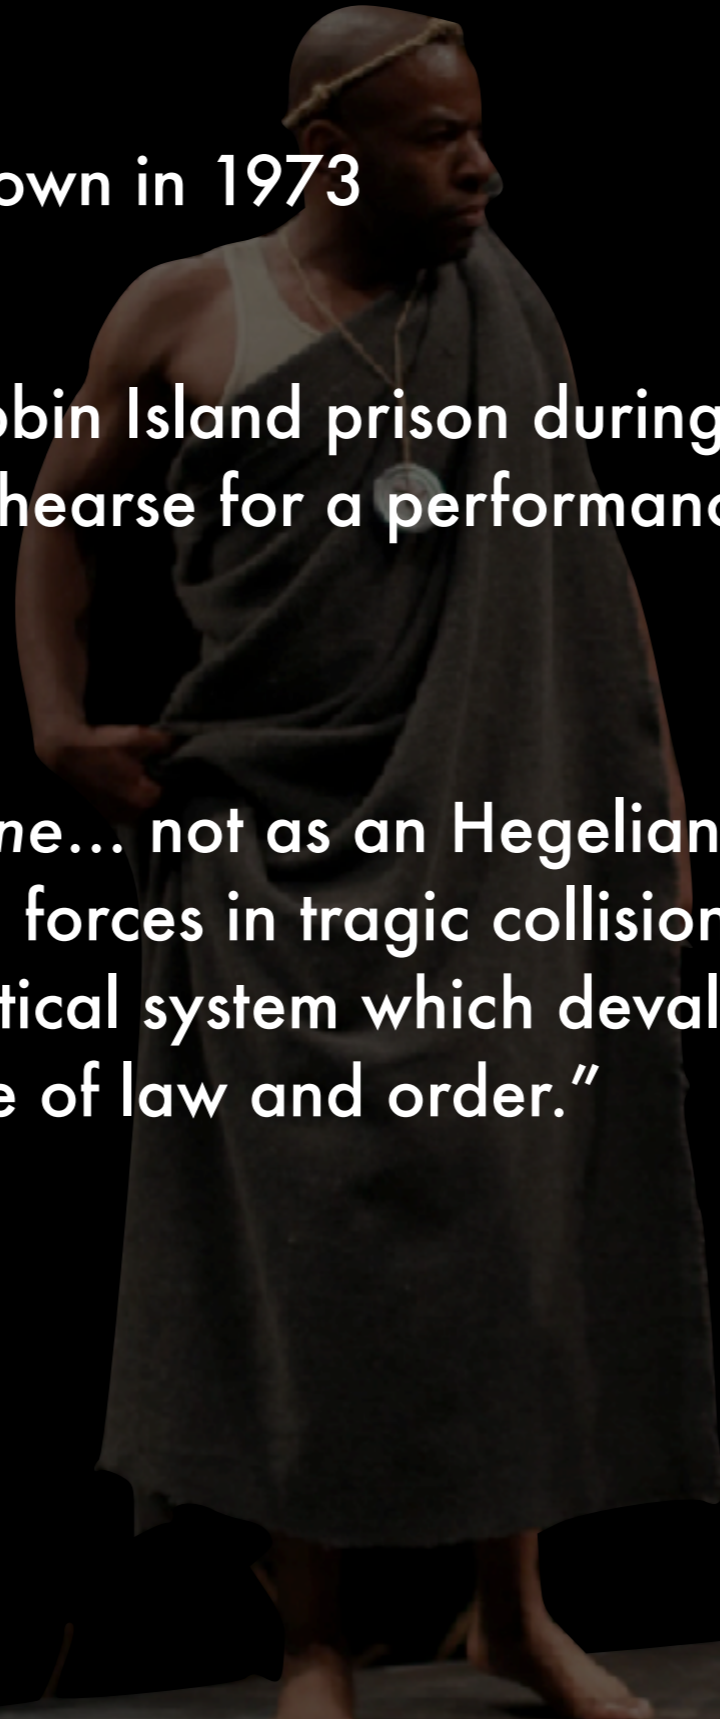 own in 1973
obin Island prison during
hearse for a performanc
ne… not as an Hegelian
forces in tragic collision
tical system which deval
e of law and order.”